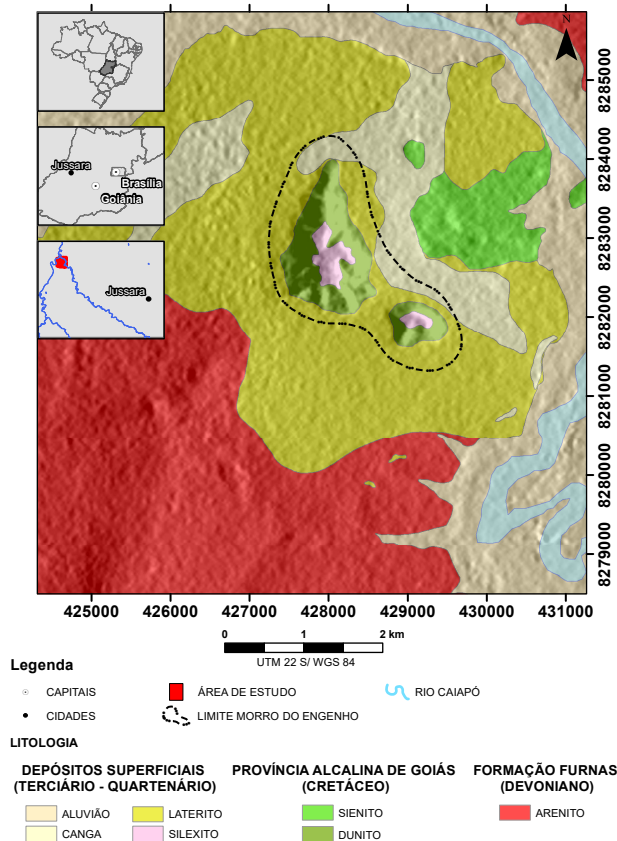 N
Jussara
Brasília
Goiânia
Jussara
8285000
8284000
8283000
8282000
8281000
8280000
8279000
425000 426000 427000 428000 429000 430000 431000
0 1 2 km
UTM 22 S/ WGS 84
Legenda
CAPITAIS ÁREA DE ESTUDO RIO CAIAPÓ
CIDADES LIMITE MORRO DO ENGENHO
LITOLOGIA
DEPÓSITOS SUPERFICIAIS PROVÍNCIA ALCALINA DE GOIÁS FORMAÇÃO FURNAS
(TERCIÁRIO - QUARTENÁRIO) (CRETÁCEO) (DEVONIANO)
ALUVIÃO LATERITO SIENITO ARENITO
CANGA SILEXITO DUNITO